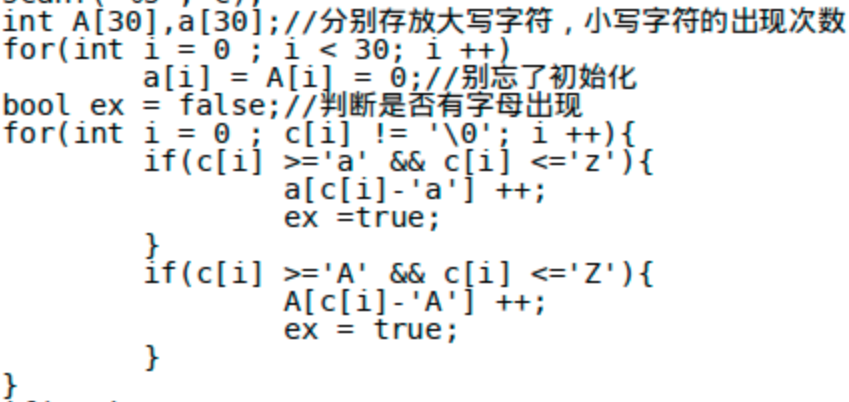 int A[30],a[30];//分别存放大写字符，小写字符的出现次数
for(int i = 0 ; i < 30; i ++)
        a[i] = A[i] = 0;//别忘了初始化
bool ex = false;//判断是否有字母出现
for(int i = 0 ; c[i] != '\0'; i ++){
        if(c[i] >='a' && c[i] <='z'){
                a[c[i]-'a'] ++;
                ex =true;
        }
        if(c[i] >='A' && c[i] <='Z'){
                A[c[i]-'A'] ++;
                ex = true;
        }
}